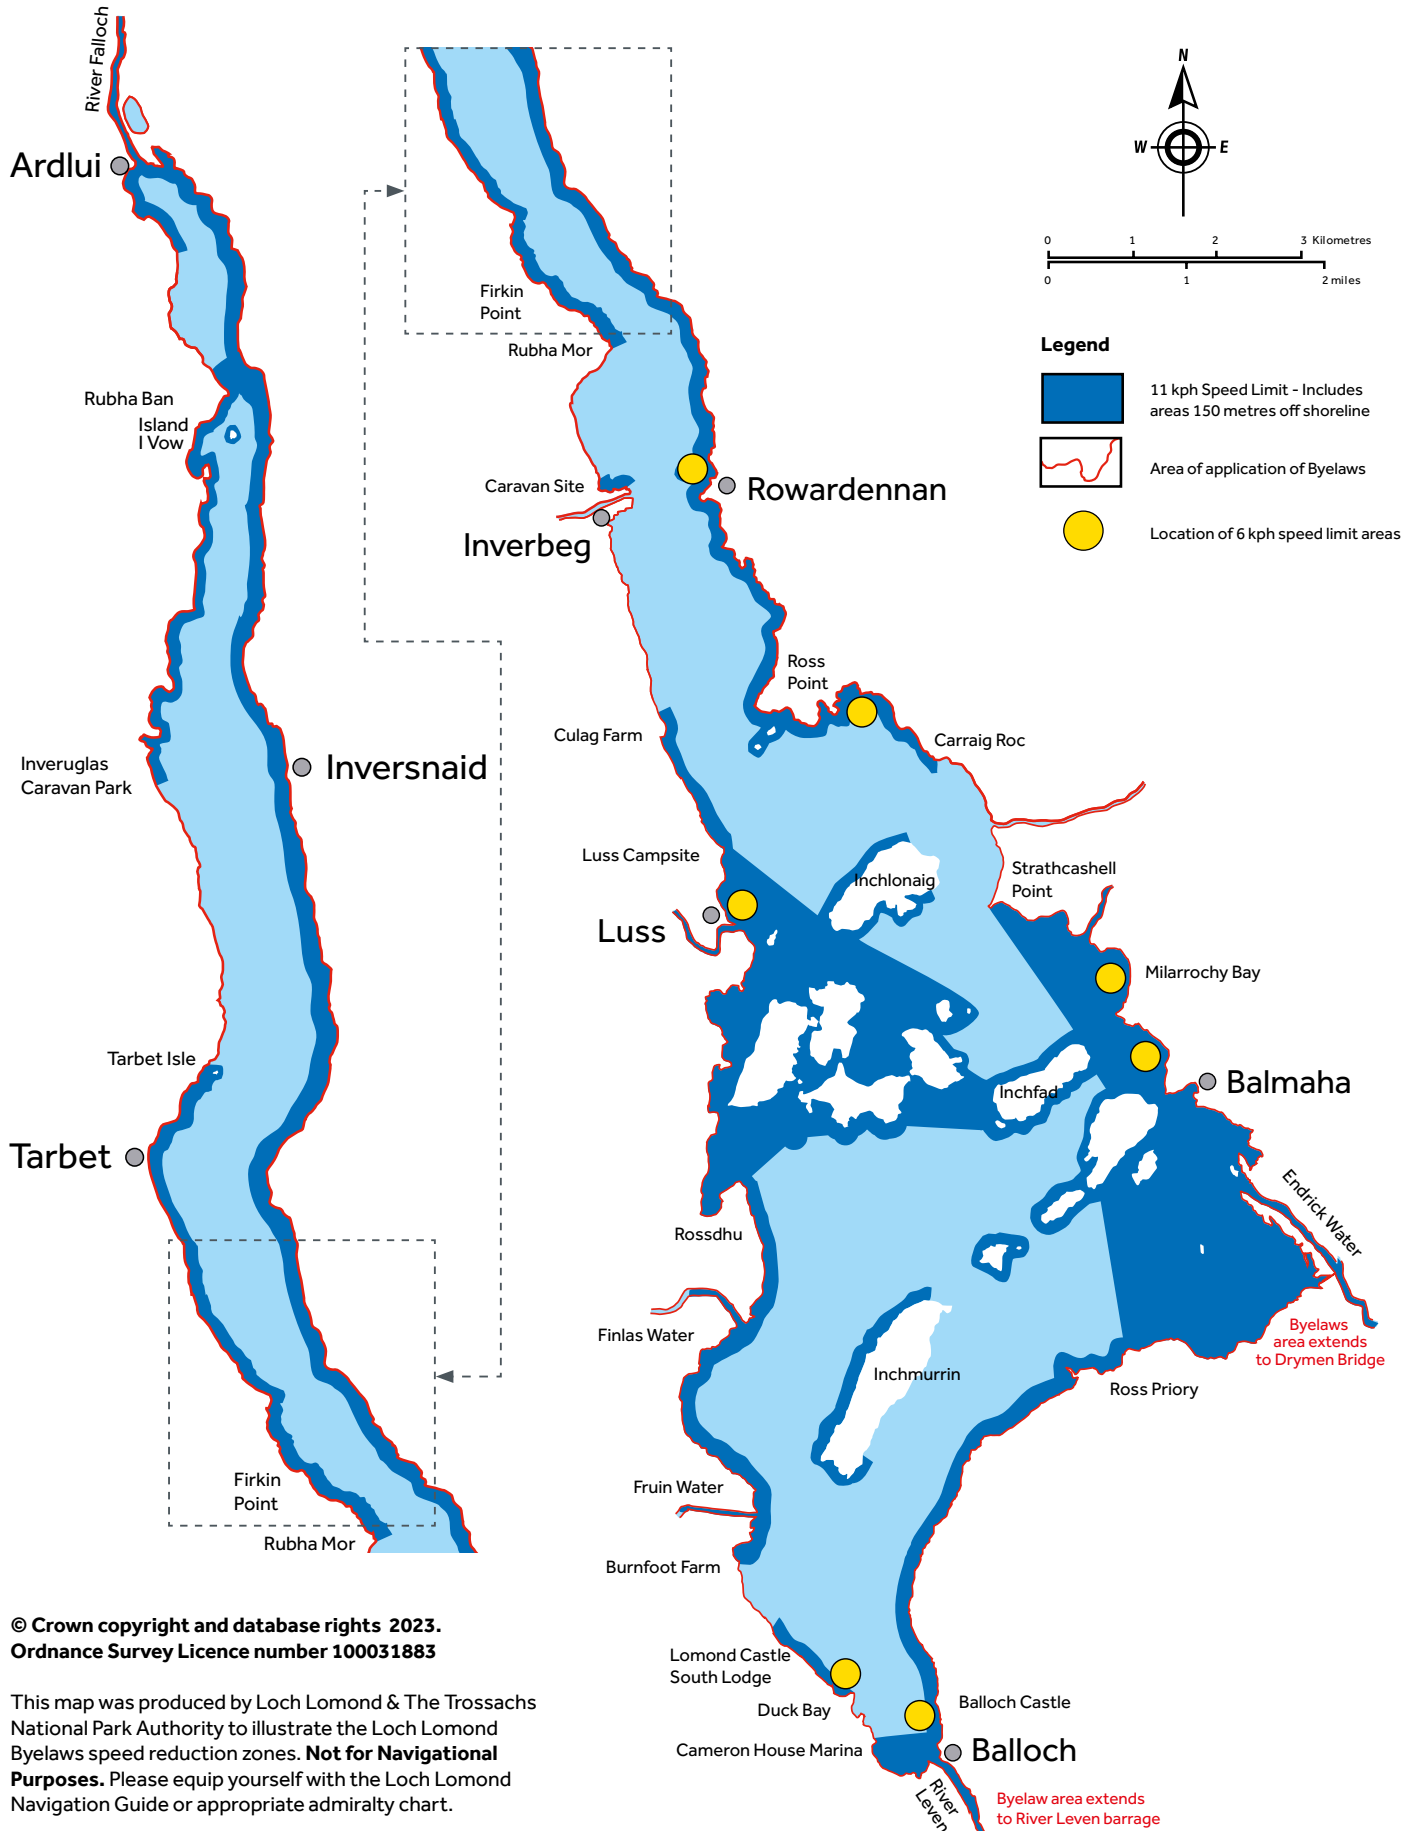 River Falloch
Ardlui
Rubha Ban
Island
I Vow
Inveruglas
Caravan Park
Inversnaid
Tarbet Isle
Tarbet
Firkin
Point
Rubha Mor
Firkin
Point
Rubha Mor
Caravan Site
Inverbeg
Rowardennan
Ross
Point
Culag Farm
Carraig Roc
Luss Campsite
Inchlonaig
Strathcashell
Point
Luss
Milarrochy Bay
Inchfad
Balmaha
Endrick Water
Rossdhu
Finlas Water
Byelaws
area extends
to Drymen Bridge
Inchmurrin
Ross Priory
Fruin Water
Burnfoot Farm
Lomond Castle
South Lodge
Duck Bay
Balloch Castle
Cameron House Marina
Balloch
River
Leven
Byelaw area extends
to River Leven barrage
N
W E
0 1 2 3 Kilometres
0 1 2 miles
Legend
11 kph Speed Limit - Includes
areas 150 metres off shoreline
Area of application of Byelaws
Location of 6 kph speed limit areas
© Crown copyright and database rights 2023.
Ordnance Survey Licence number 100031883
This map was produced by Loch Lomond & The Trossachs
National Park Authority to illustrate the Loch Lomond
Byelaws speed reduction zones. Not for Navigational
Purposes. Please equip yourself with the Loch Lomond
Navigation Guide or appropriate admiralty chart.